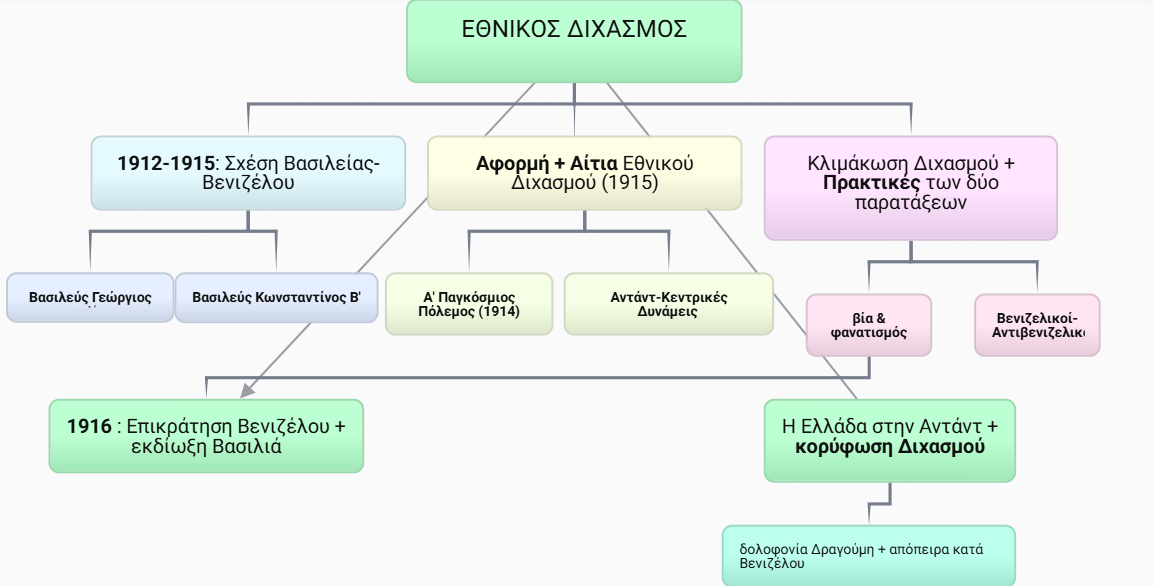 ΕΘΝΙΚΟΣ ΔΙΧΑΣΜΟΣ
1912-1915: Σχέση Βασιλείας-
Βενιζέλου
Αφορμή + Αίτια Εθνικού
Διχασμού (1915)
Κλιμάκωση Διχασμού +
Πρακτικές των δύο
παρατάξεων
Βασιλεύς Γεώργιος
Βασιλεύς Κωνσταντίνος Β'
Α' Παγκόσμιος
Πόλεμος (1914)
Αντάντ-Κεντρικές
Δυνάμεις
βία &
φανατισμός
Βενιζελικοί-
1916 : Επικράτηση Βενιζέλου +
εκδίωξη Βασιλιά
Η Ελλάδα στην Αντάντ +
κορύφωση Διχασμού
δολοφονία Δραγούμη + απόπειρα κατά
Βενιζέλου